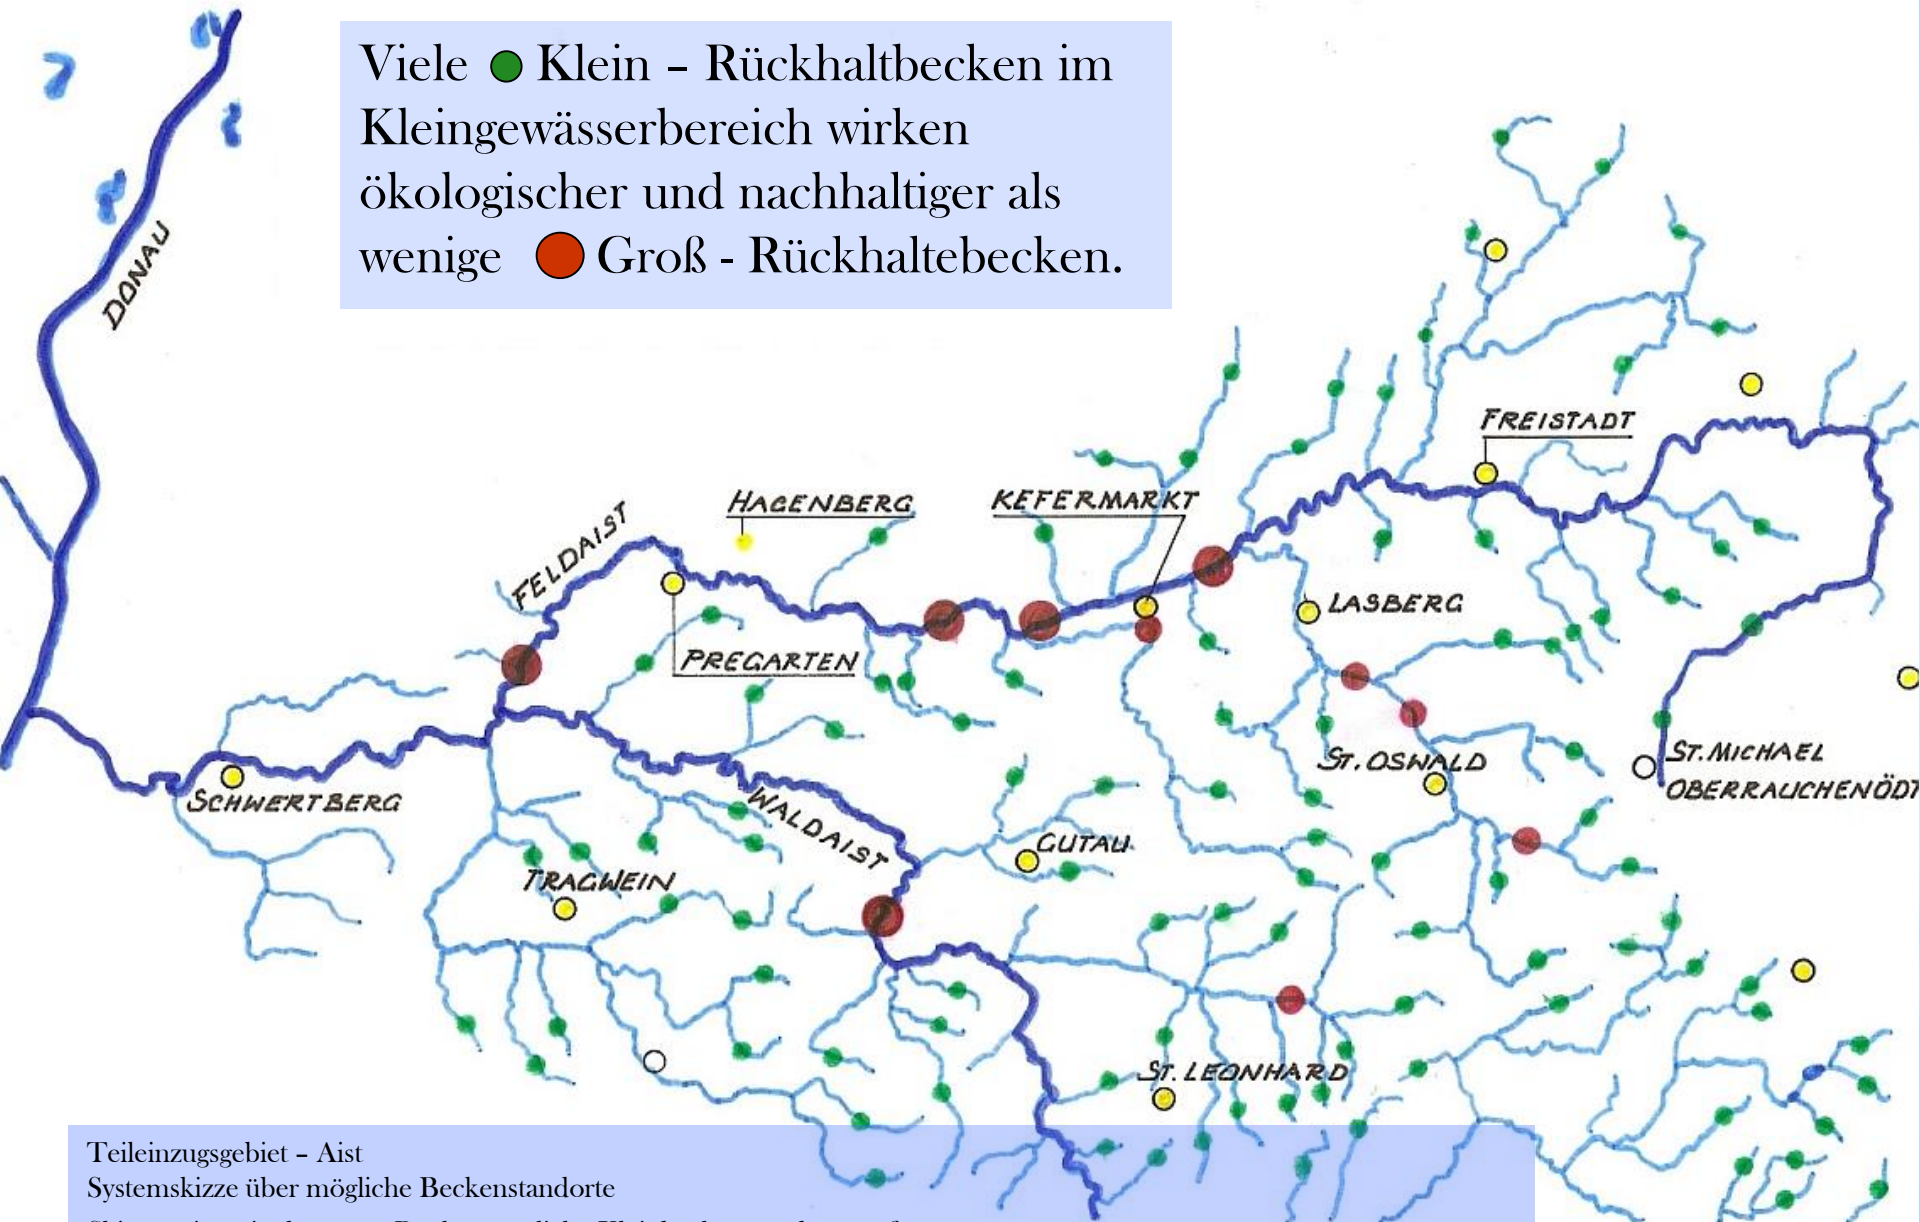 Viele Klein – Rückhaltbecken im
Kleingewässerbereich wirken
ökologischer und nachhaltiger als
wenige Groß - Rückhaltebecken.
DONAU
FREISTADT
HAGENBERG
KEFERMARKT
FELDAIST
LASBERG
PREGARTEN
ST. MICHAEL
OBERRAUCHENÖDT
ST. OSWALD
SCHWERTBERG
WALDAIST
GUTAU
TRAGWEIN
ST. LEONHARD
Teileinzugsgebiet – Aist
Systemskizze über mögliche Beckenstandorte